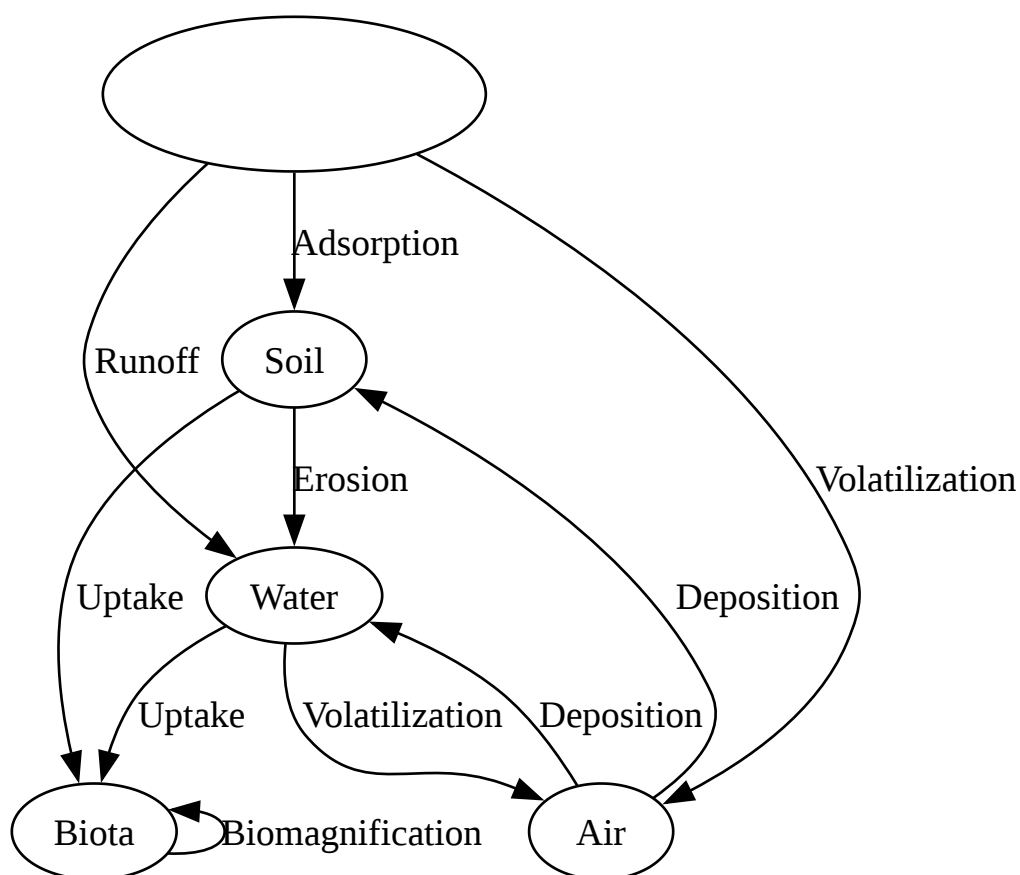 Adsorption
Runoff
Soil
Erosion
Volatilization
Uptake
Water
Deposition
Uptake
Volatilization
Deposition
Biota
Biomagnification
Air